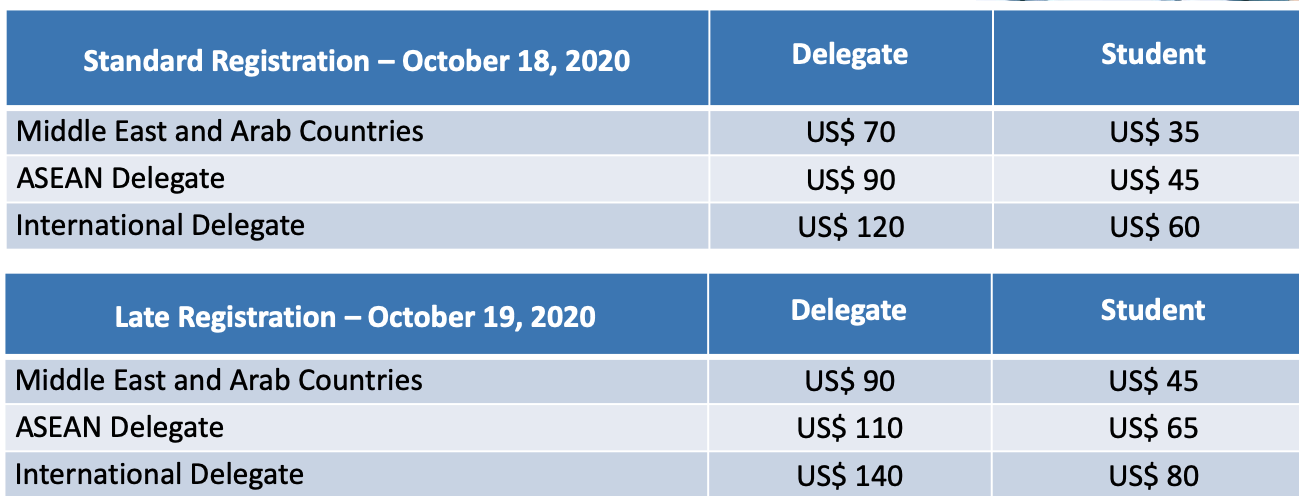 Standard Registration – October 18, 2020 Delegate Student
Middle East and Arab Countries US$ 70 US$ 35
ASEAN Delegate US$ 90 US$ 45
International Delegate US$ 120 US$ 60
Late Registration – October 19, 2020 Delegate Student
Middle East and Arab Countries US$ 90 US$ 45
ASEAN Delegate US$ 110 US$ 65
International Delegate US$ 140 US$ 80